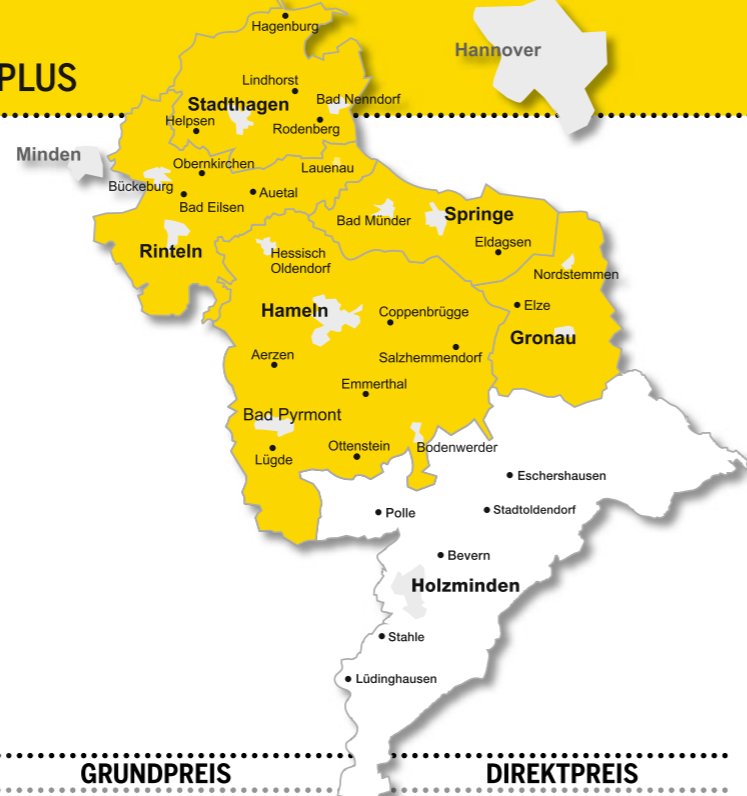 Hagenburg
Hannover
PLUS
Lindhorst
Stadthagen
Bad Nenndorf
Helpsen
Rodenberg
Minden
Obernkirchen
Lauenau
Bückeburg
Auetal
Bad Eilsen
Bad Münder
Springe
Eldagsen
Rinteln
Hessisch
Oldendorf
Nordstemmen
Hameln
Coppenbrügge
Elze
Gronau
Aerzen
Salzhemmendorf
Emmerthal
Bad Pyrmont
Ottenstein
Bodenwerder
Lügde
Eschershausen
Polle
Stadtoldendorf
Bevern
Holzminden
Stahle
Lüdinghausen
GRUNDPREIS
DIREKTPREIS